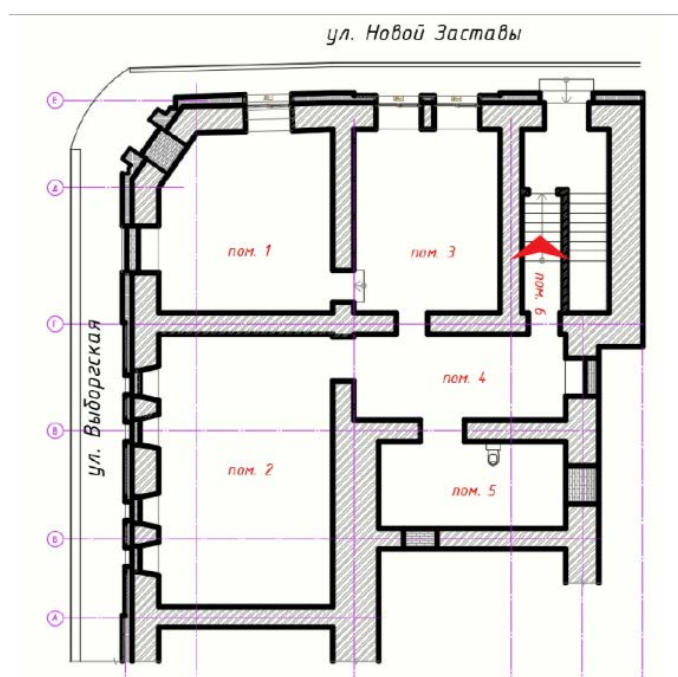 ул. Новой Заставы
Е
Д
пом. 1
пом. 3
пом. 6
Г
ул. Выборгская
пом. 4
В
пом. 2
пом. 5
Б
А